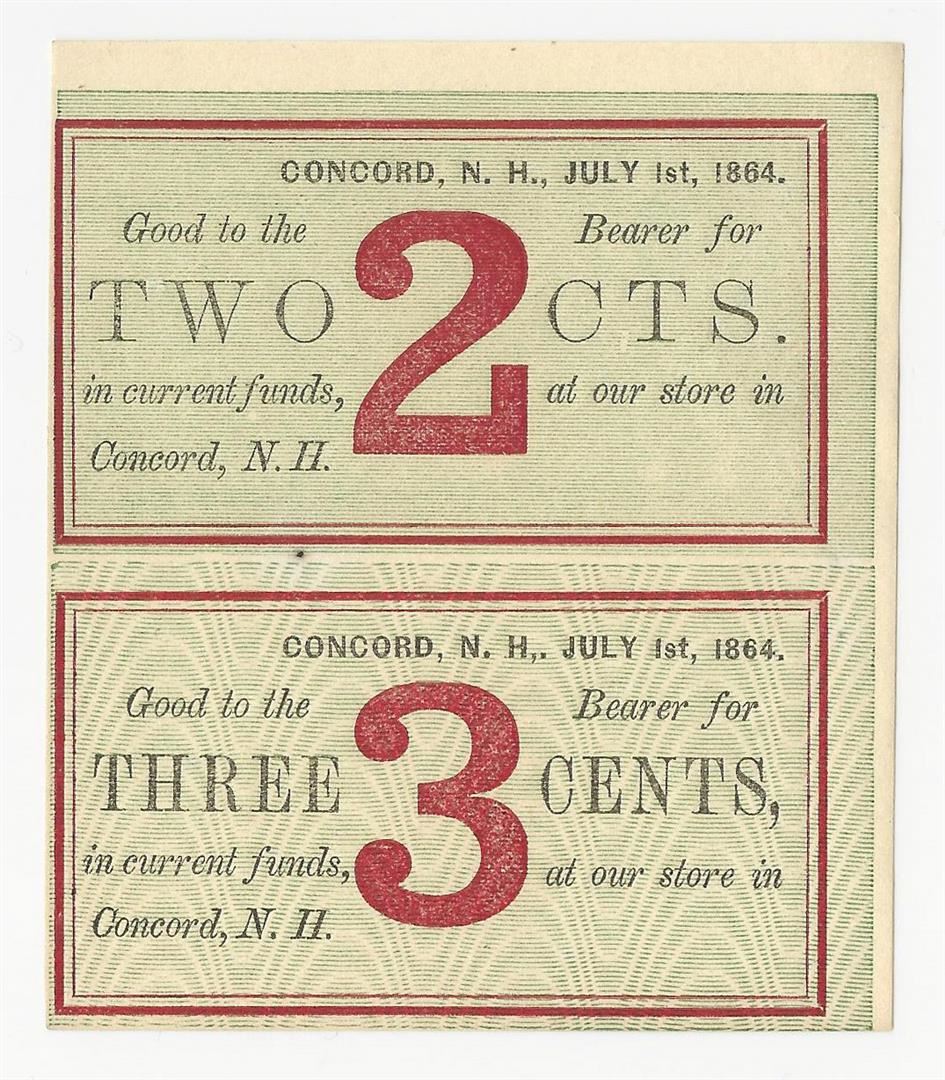 CONCORD, N. H., JULY 1st, 1864.
Good to the Bearer for
TWO 2 CTS.
in current funds, at our store in
Concord, N. H.
CONCORD, N. H,. JULY 1st, 1864.
Good to the Bearer for
THREE 3 CENTS,
in current funds, at our store in
Concord, N. H.